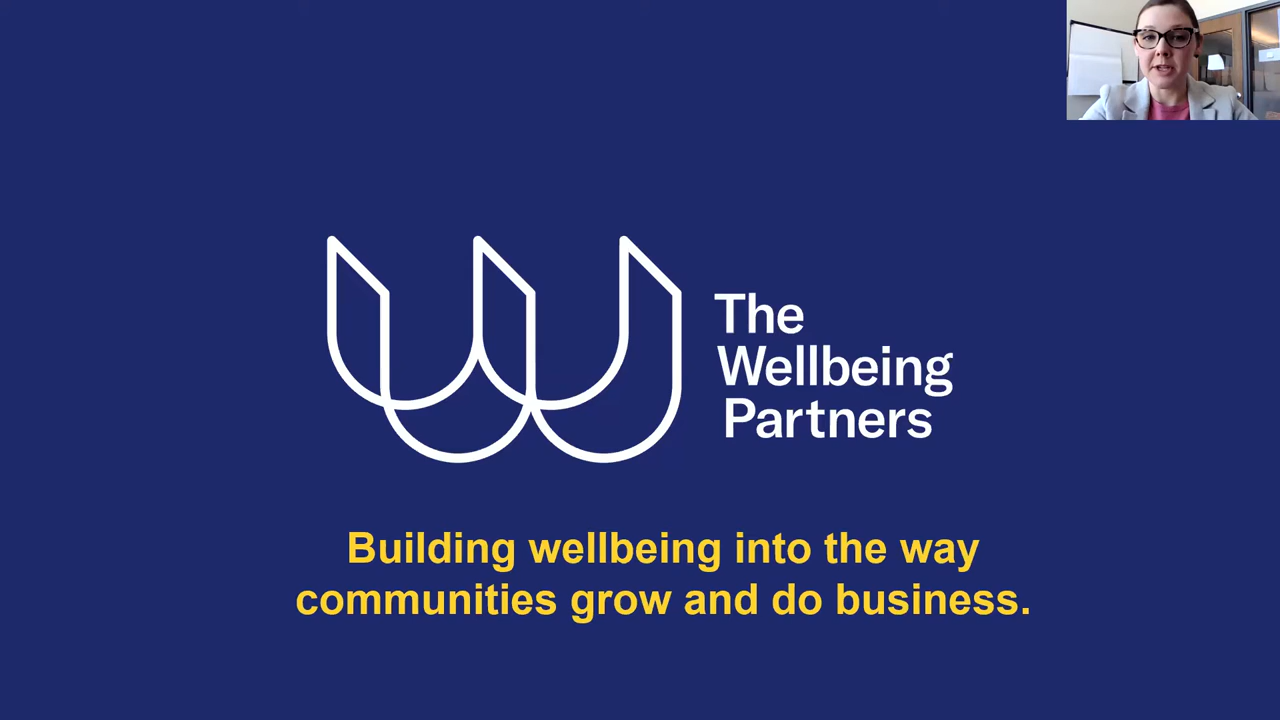 The
Wellbeing
Partners
Building wellbeing into the way
communities grow and do business.